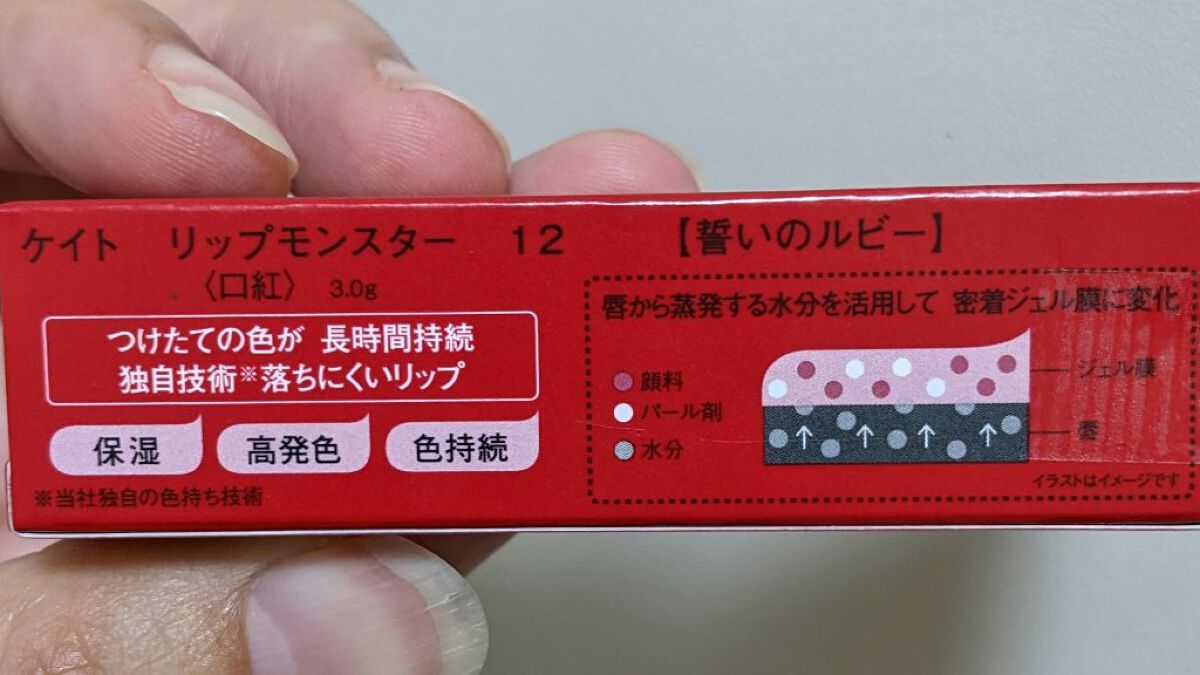 ケイト リップモンスター 12 【誓いのルビー】
〈口紅〉 3.0g
つけたての色が 長時間持続
独自技術※落ちにくいリップ
保湿 高発色 色持続
※当社独自の色持ち技術
唇から蒸発する水分を活用して 密着ジェル膜に変化
顔料
パール剤
水分
ジェル膜
唇
イラストはイメージです